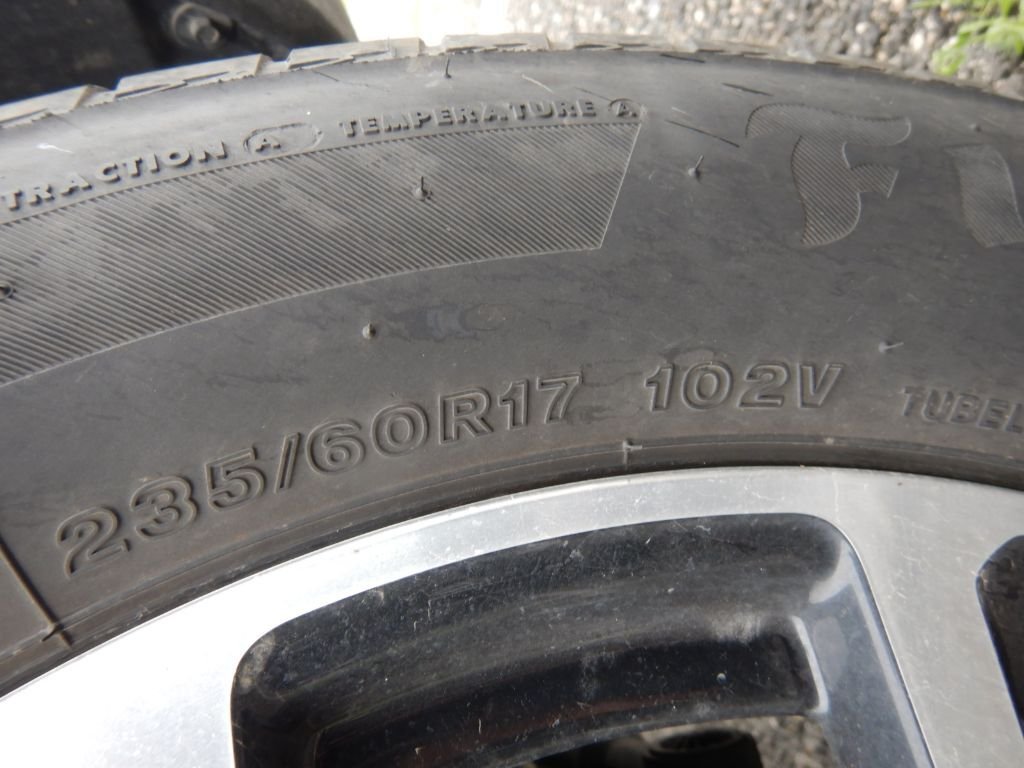 TRACTION A TEMPERATURE A
235/60R17 102V